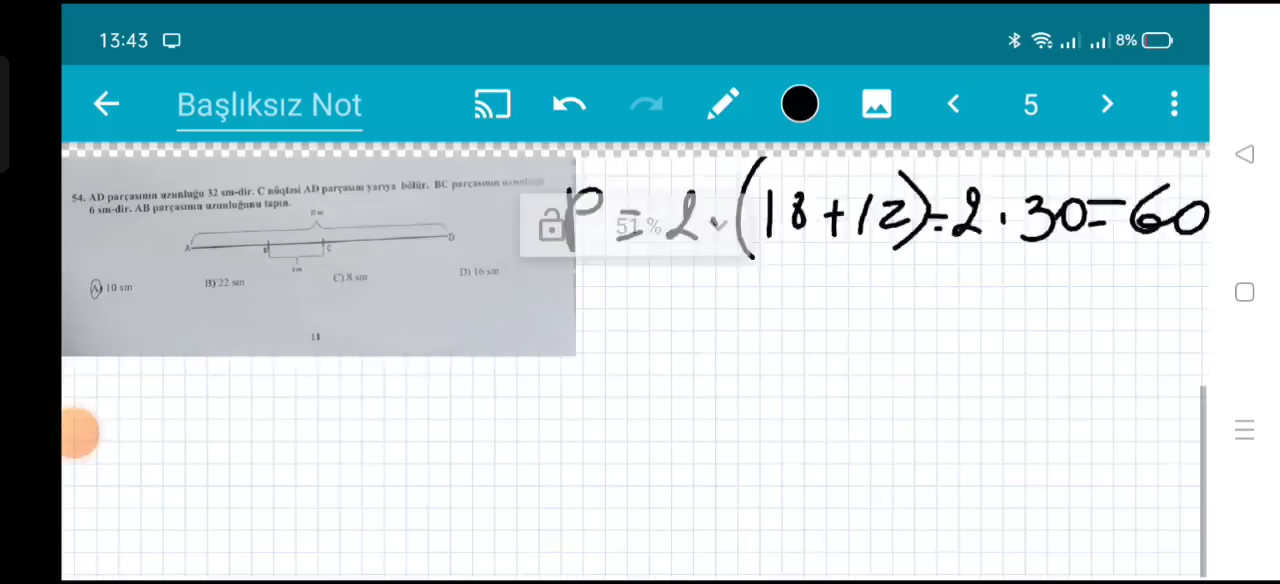 13:43
8%
Başlıksız Not
5
54. AD parçasının uzunluğu 32 sm-dir. C nöqtəsi AD parçasını yarıya bölür. BC parçasının uzunluğu
6 sm-dir. AB parçasının uzunluğunu tapın.
A B C D
A) 10 sm B) 22 sm C) 8 sm D) 16 sm
11
51 %
P = 2 · (18+12) = 2 · 30 = 60